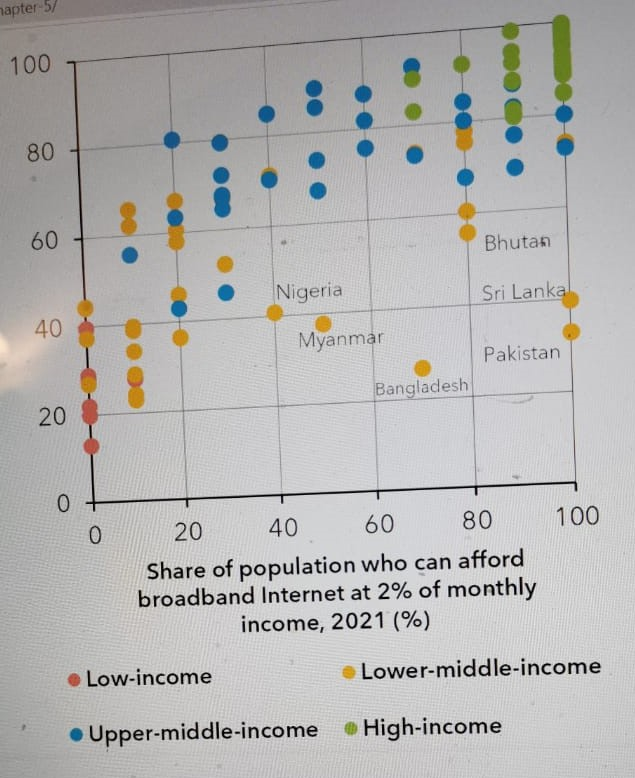 hapter-5/
100
80
60
40
20
0
Bhutan
Nigeria
Sri Lanka
Myanmar
Pakistan
Bangladesh
0 20 40 60 80 100
Share of population who can afford
broadband Internet at 2% of monthly
income, 2021 (%)
Low-income Lower-middle-income
Upper-middle-income High-income